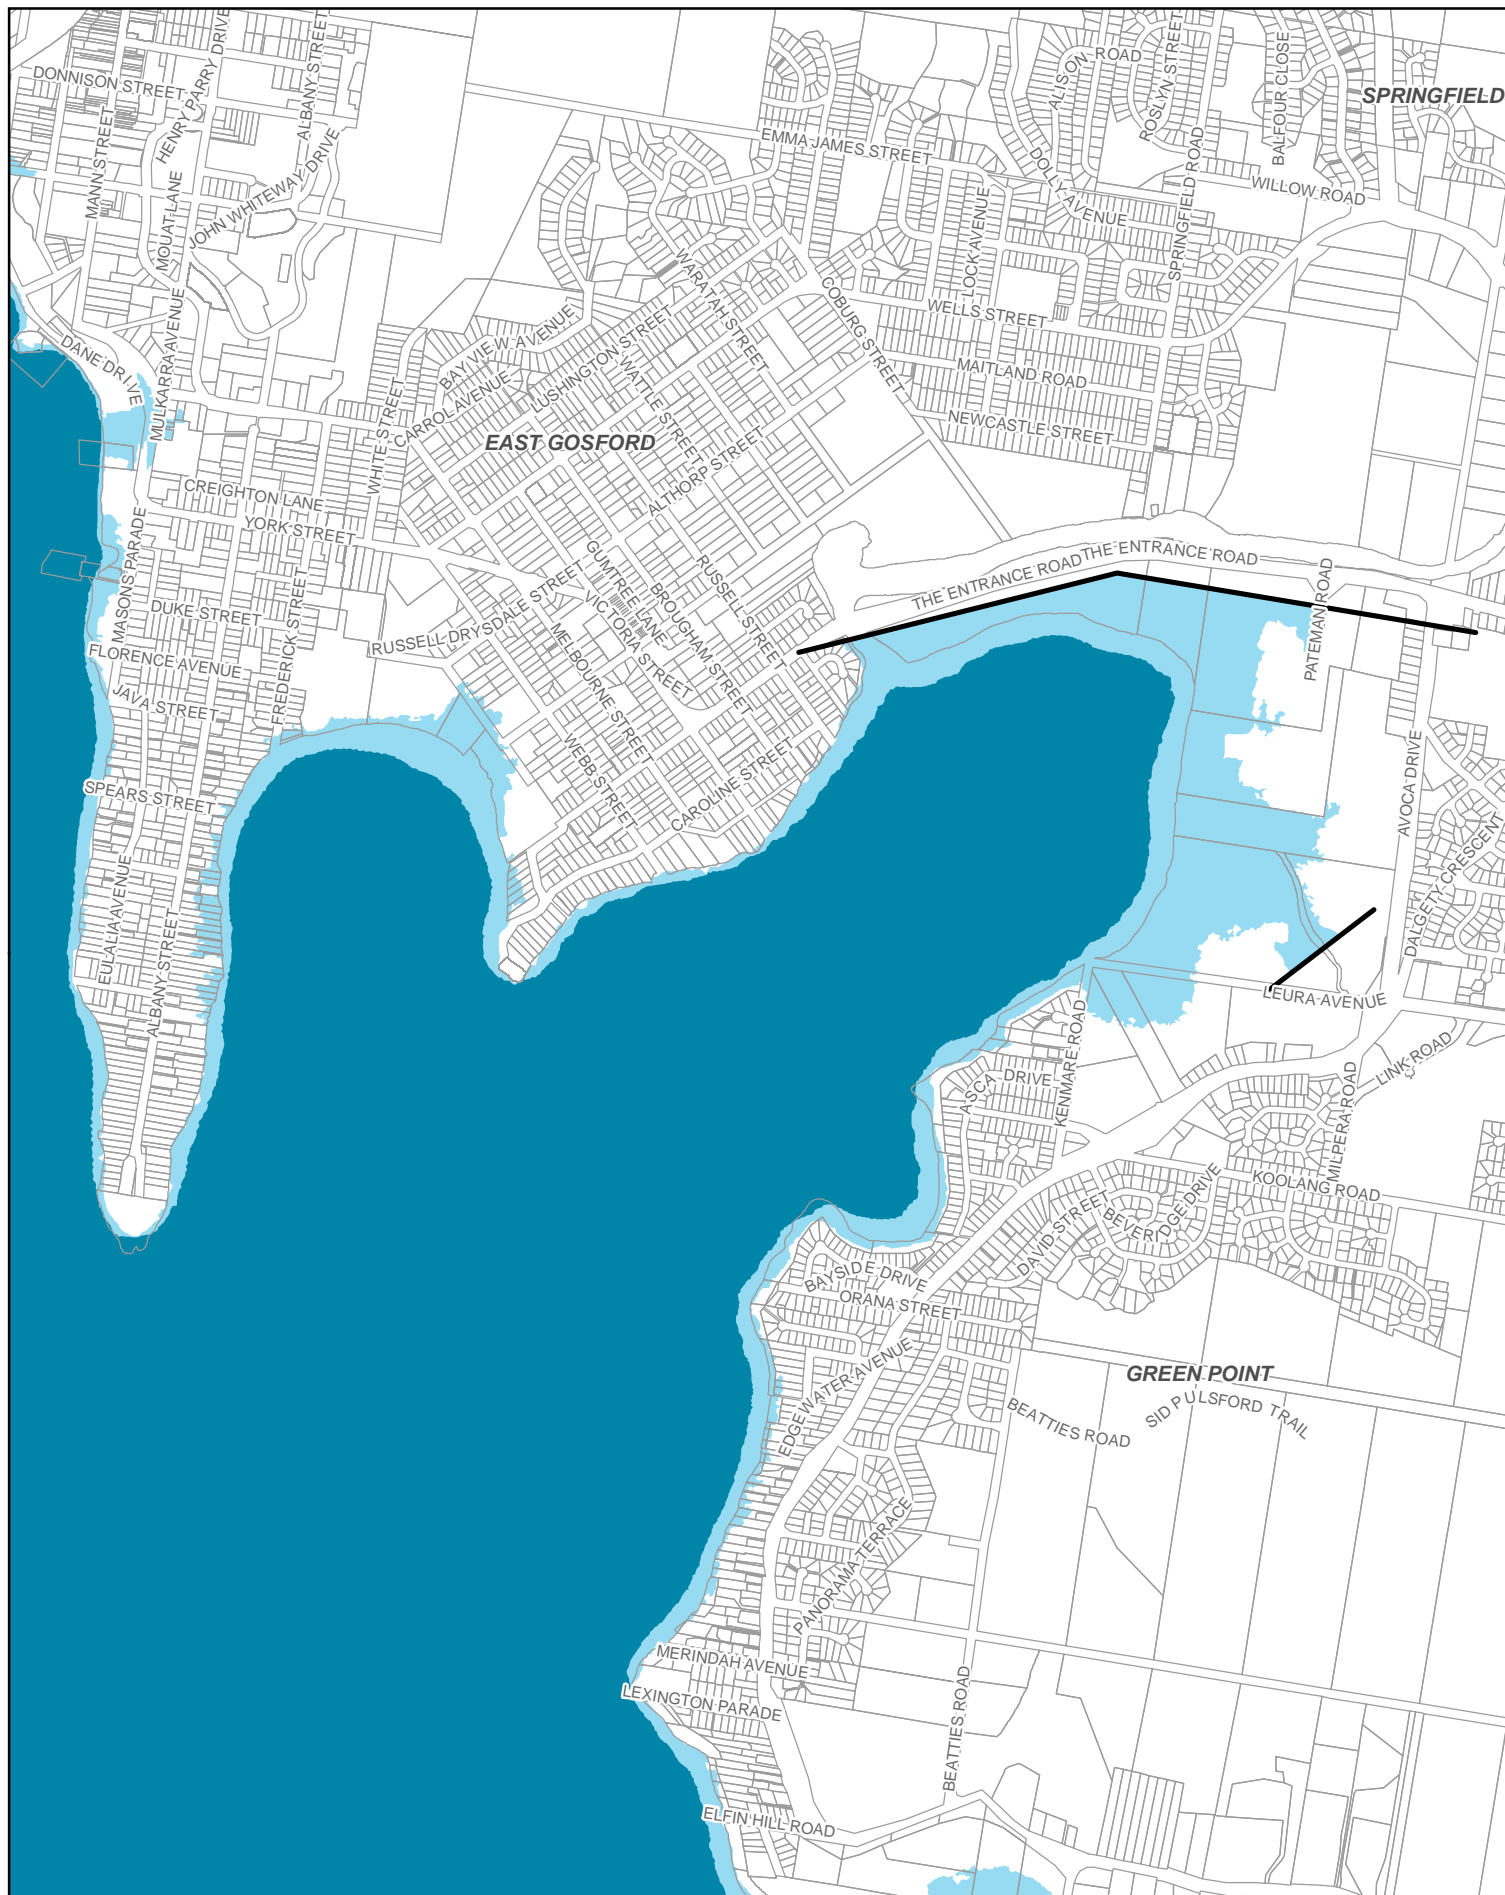 DONNISON STREET
HENRY PARRY DRIVE
ALBANY STREET
ALISON ROAD
ROSLYN STREET
BALFOUR CLOSE
SPRINGFIELD
MANN STREET
MOUAT LANE
JOHN WHITEWAY DRIVE
EMMA JAMES STREET
DOLLY AVENUE
SPRINGFIELD ROAD
WILLOW ROAD
LOCK AVENUE
WARATAH STREET
COBURG STREET
WELLS STREET
DANE DRIVE
MULKARRA AVENUE
BAY VIEW AVENUE
LUSHINGTON STREET
WATTLE STREET
MAITLAND ROAD
WHITE STREET
CARROL AVENUE
EAST GOSFORD
ALTHORP STREET
NEWCASTLE STREET
CREIGHTON LANE
YORK STREET
MASONS PARADE
GUMTREE LANE
RUSSELL STREET
THE ENTRANCE ROAD
THE ENTRANCE ROAD
PATEMAN ROAD
DUKE STREET
FREDERICK STREET
RUSSELL DRYSDALE STREET
VICTORIA STREET
BROUGHAM STREET
MELBOURNE STREET
FLORENCE AVENUE
JAVA STREET
WEBB STREET
CAROLINE STREET
SPEARS STREET
AVOCA DRIVE
DALGETY CRESCENT
EULALIA AVENUE
ALBANY STREET
LEURA AVENUE
KENMARE ROAD
LINK ROAD
ASCA DRIVE
MILPERA ROAD
KOOLANG ROAD
DAVID STREET
BEVERIDGE DRIVE
BAYSIDE DRIVE
ORANA STREET
EDGEWATER AVENUE
GREEN POINT
SID PULSFORD TRAIL
BEATTIES ROAD
PANORAMA TERRACE
MERINDAH AVENUE
LEXINGTON PARADE
BEATTIES ROAD
ELFIN HILL ROAD